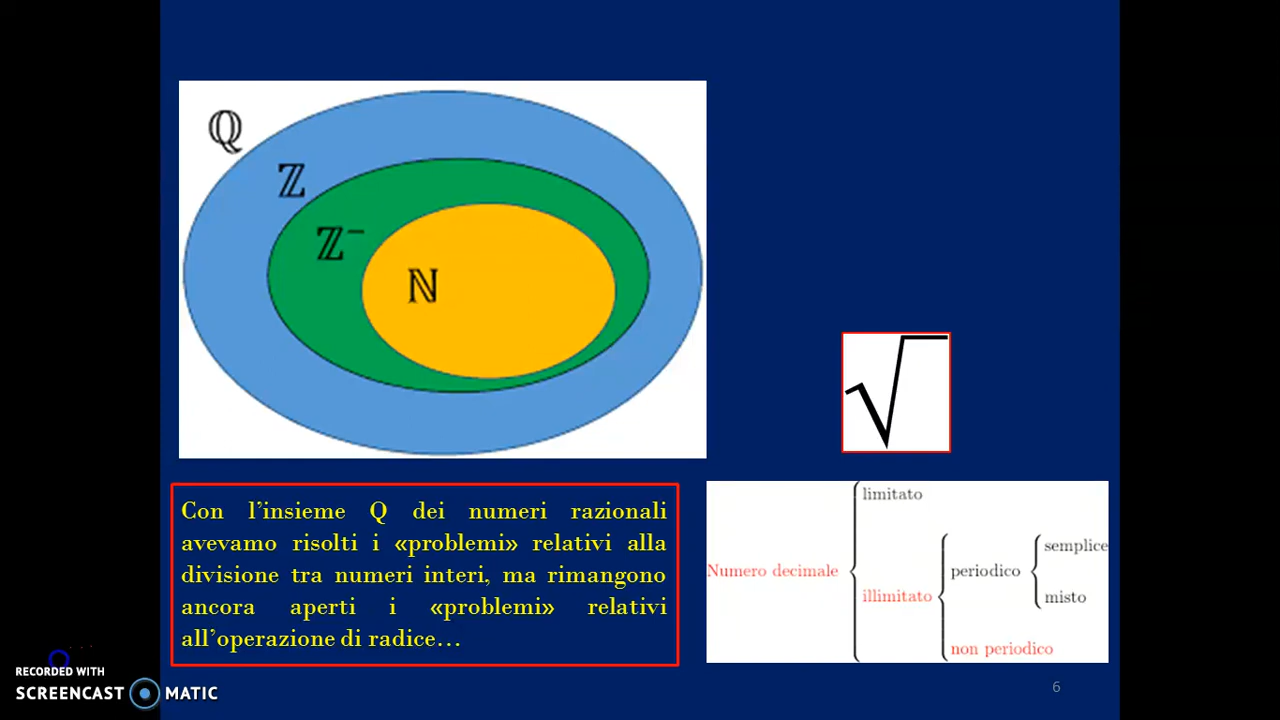 ℚ
ℤ
ℤ⁻
ℕ
√
Con l’insieme Q dei numeri razionali
avevamo risolti i «problemi» relativi alla
divisione tra numeri interi, ma rimangono
ancora aperti i «problemi» relativi
all’operazione di radice…
limitato
Numero decimale
illimitato
periodico
semplice
misto
non periodico
6
RECORDED WITH
SCREENCAST MATIC